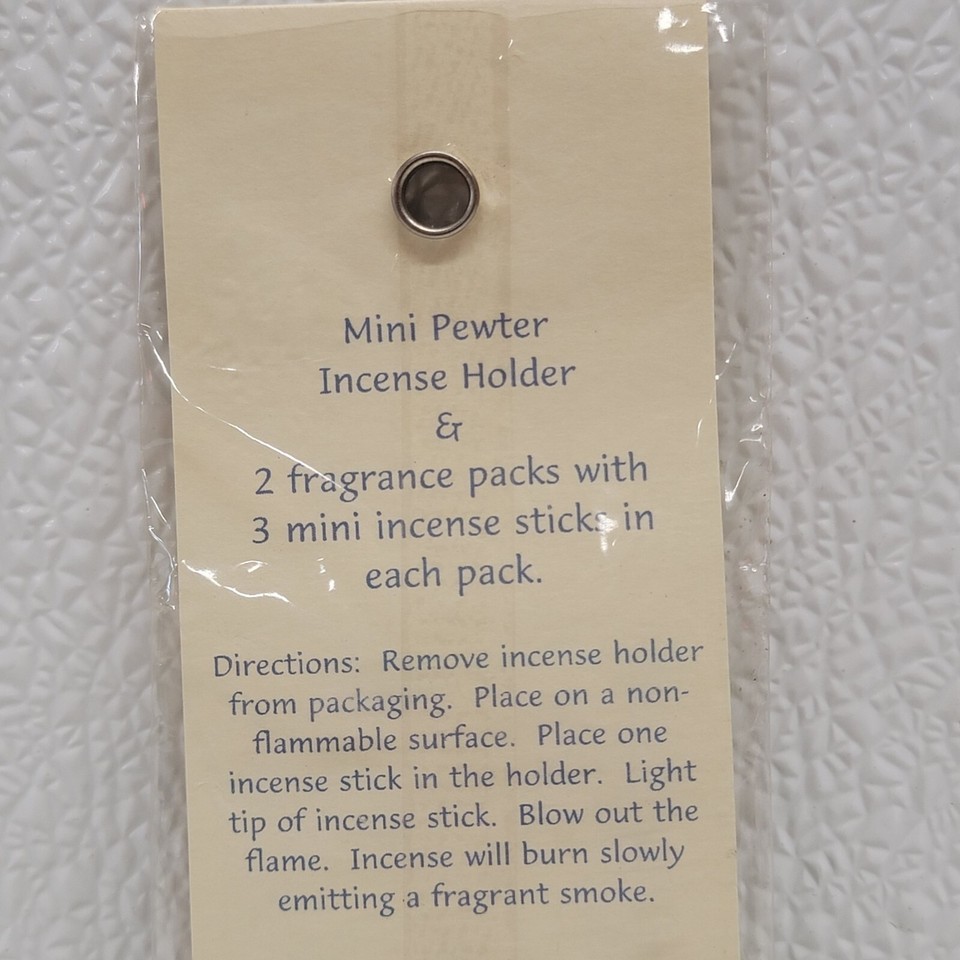 Mini Pewter
Incense Holder
&
2 fragrance packs with
3 mini incense sticks in
each pack.
Directions: Remove incense holder
from packaging. Place on a non-
flammable surface. Place one
incense stick in the holder. Light
tip of incense stick. Blow out the
flame. Incense will burn slowly
emitting a fragrant smoke.